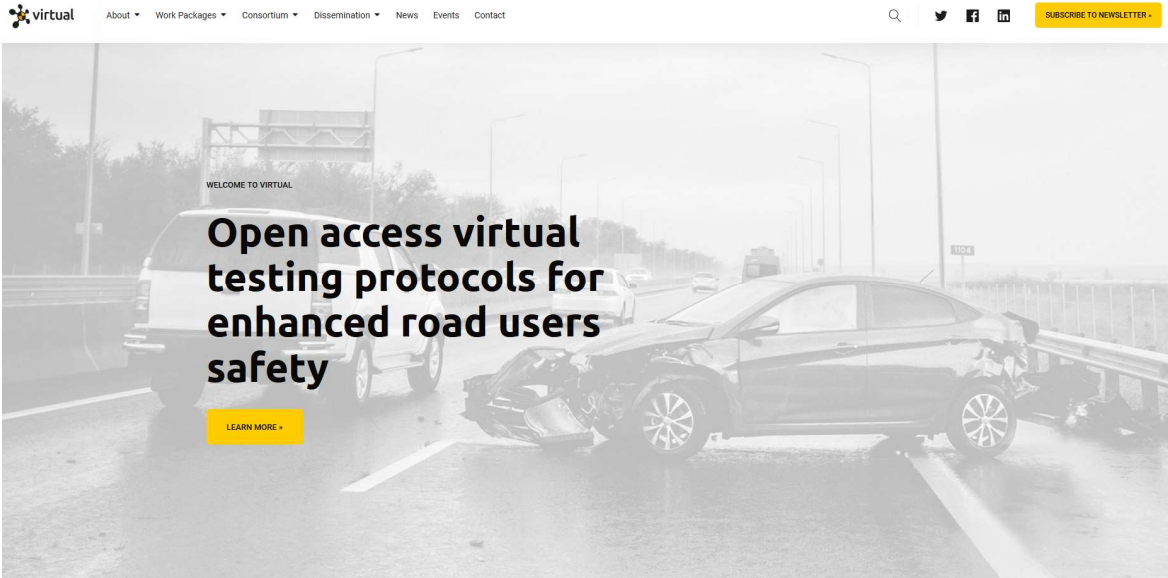 virtual
About
Work Packages
Consortium
Dissemination
News
Events
Contact
SUBSCRIBE TO NEWSLETTER »
WELCOME TO VIRTUAL
Open access virtual
testing protocols for
enhanced road users
safety
LEARN MORE »
1104